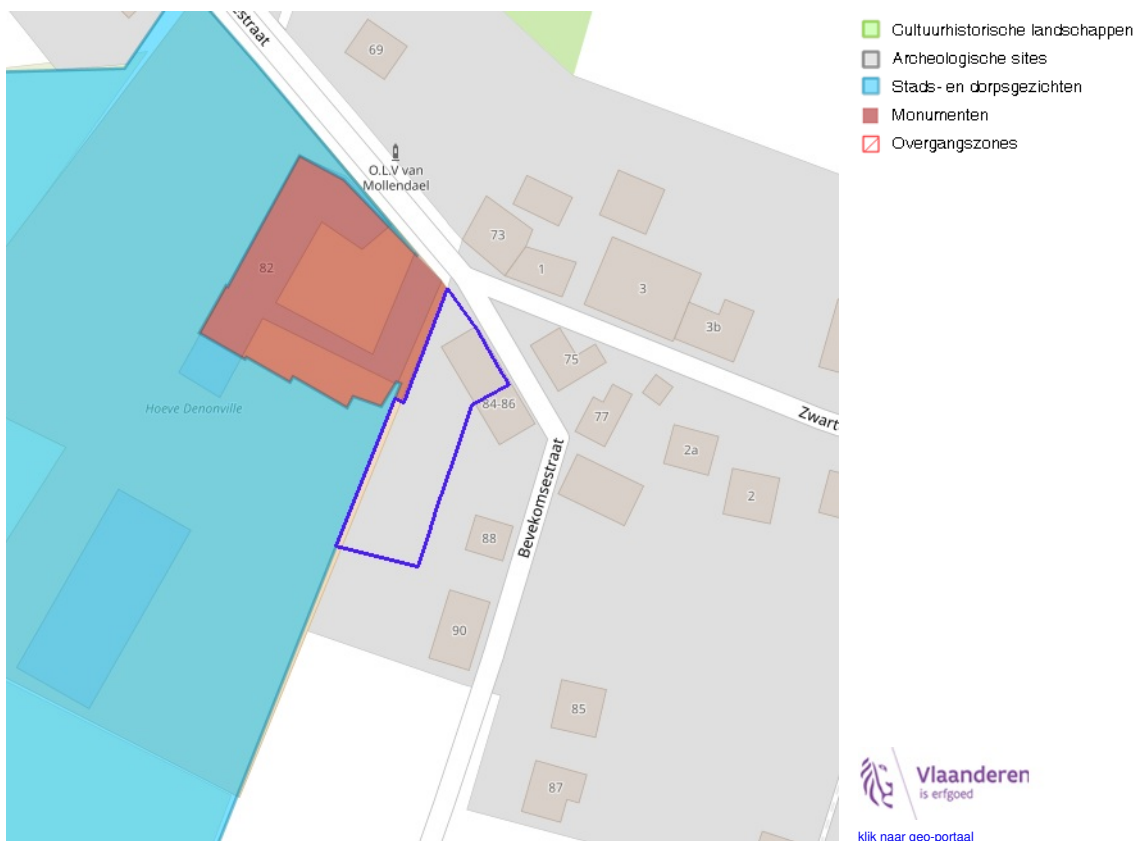 estraat
69
O.L.V van
Mollendael
73
1
3
3b
82
75
84-86
77
Hoeve Denonville
Zwart
2a
2
Bevekomsestraat
88
90
85
87
Cultuurhistorische landschappen
Archeologische sites
Stads- en dorpsgezichten
Monumenten
Overgangszones
Vlaanderen
is erfgoed
klik naar geo-portaal